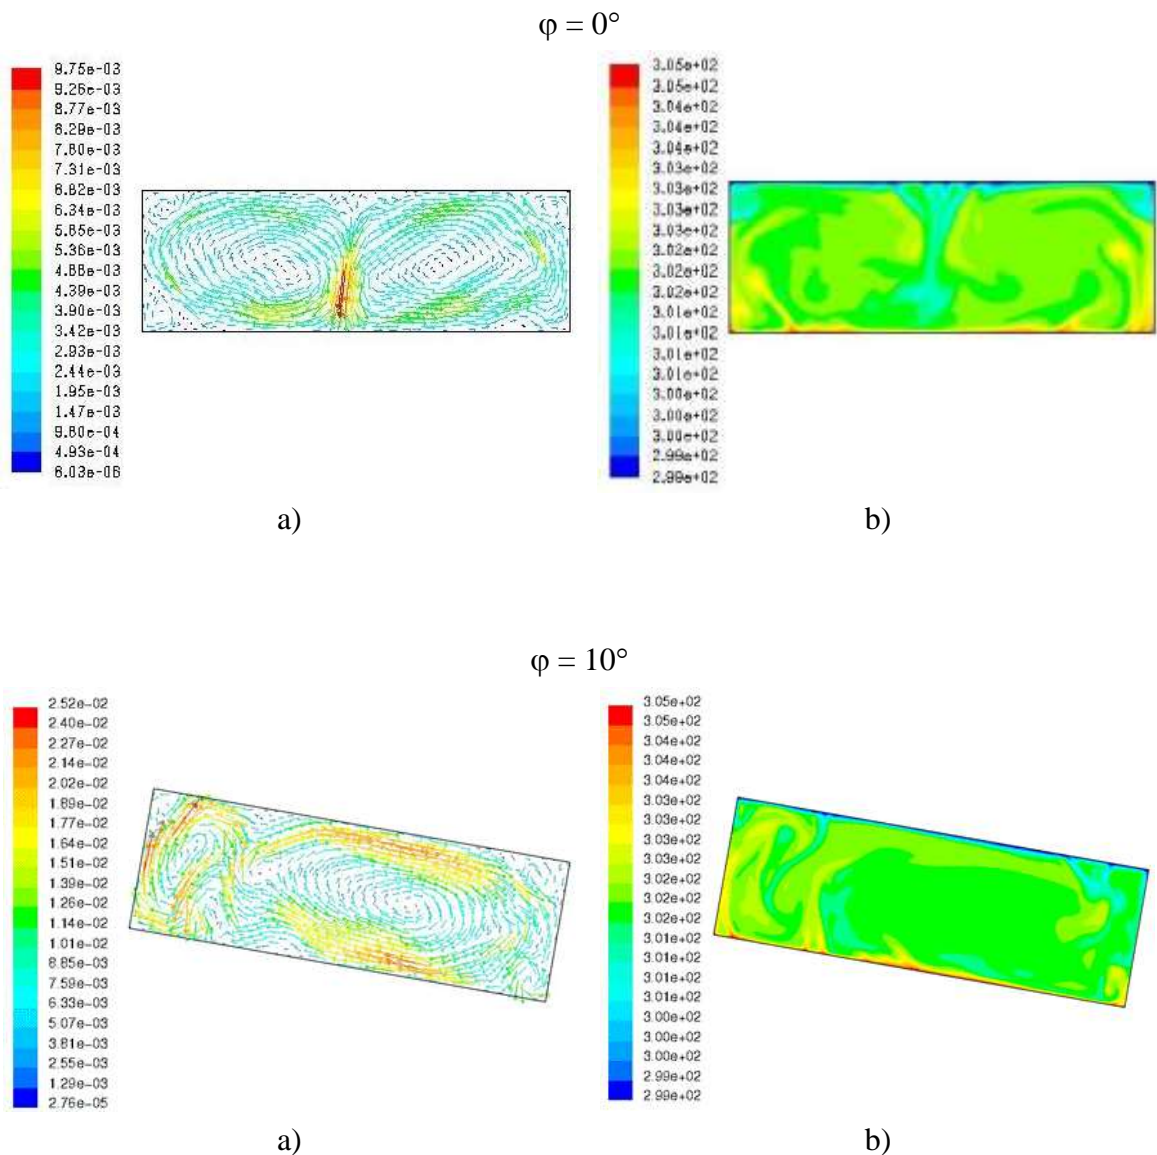 φ = 0°
9.75e-03
9.26e-03
8.77e-03
8.29e-03
7.80e-03
7.31e-03
6.82e-03
6.34e-03
5.85e-03
5.36e-03
4.88e-03
4.39e-03
3.90e-03
3.42e-03
2.93e-03
2.44e-03
1.95e-03
1.47e-03
9.80e-04
4.93e-04
6.03e-06
3.05e+02
3.05e+02
3.04e+02
3.04e+02
3.04e+02
3.03e+02
3.03e+02
3.03e+02
3.03e+02
3.02e+02
3.02e+02
3.02e+02
3.01e+02
3.01e+02
3.01e+02
3.01e+02
3.00e+02
3.00e+02
3.00e+02
2.99e+02
2.99e+02
a)
b)
φ = 10°
2.52e-02
2.40e-02
2.27e-02
2.14e-02
2.02e-02
1.89e-02
1.77e-02
1.64e-02
1.51e-02
1.39e-02
1.26e-02
1.14e-02
1.01e-02
8.85e-03
7.59e-03
6.33e-03
5.07e-03
3.81e-03
2.55e-03
1.29e-03
2.76e-05
3.05e+02
3.05e+02
3.04e+02
3.04e+02
3.04e+02
3.03e+02
3.03e+02
3.03e+02
3.03e+02
3.02e+02
3.02e+02
3.02e+02
3.01e+02
3.01e+02
3.01e+02
3.01e+02
3.00e+02
3.00e+02
3.00e+02
2.99e+02
2.99e+02
a)
b)